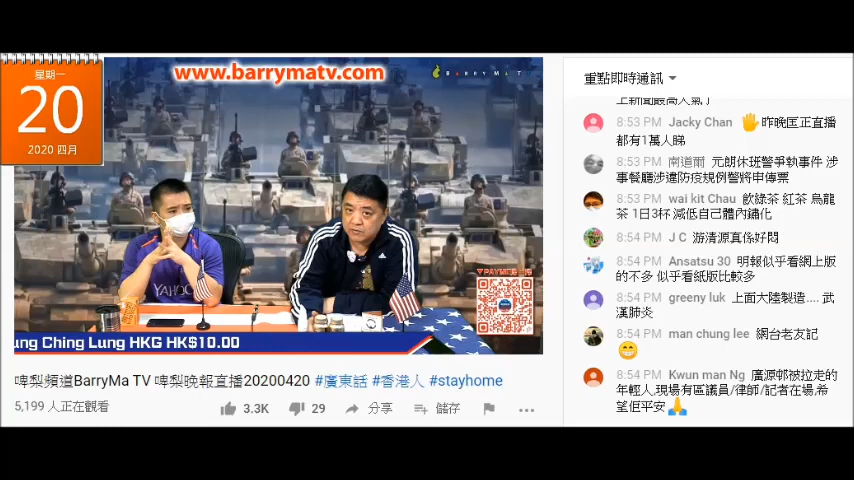 www.barrymatv.com
BARRYMAT
星期一
20
2020 四月
YAHOO
PAYME
ung Ching Lung HKG HK$10.00
啤梨頻道BarryMa TV 啤梨晚報直播20200420 #廣東話 #香港人 #stayhome
5,199 人正在觀看
3.3K
29
分享
儲存
重點即時通訊
上新聞最高人氣了
8:53 PM Jacky Chan 🖐昨晚匡正直播
都有1萬人睇
8:53 PM 南道爾 元朗休班警爭執事件 涉
事餐廳涉違防疫規例警將申傳票
8:53 PM wai kit Chau 飲綠茶 紅茶 烏龍
茶 1日3杯 減低自己體內鏽化
8:54 PM J C 游清源真係好悶
8:54 PM Ansatsu 30 明報似乎看網上版
的不多 似乎看紙版比較多
8:54 PM greeny luk 上面大陸製造.... 武
漢肺炎
8:54 PM man chung lee 網台老友記
😁
8:54 PM Kwun man Ng 廣源邨被拉走的
年輕人,現場有區議員/律師/記者在場,希
望佢平安🙏